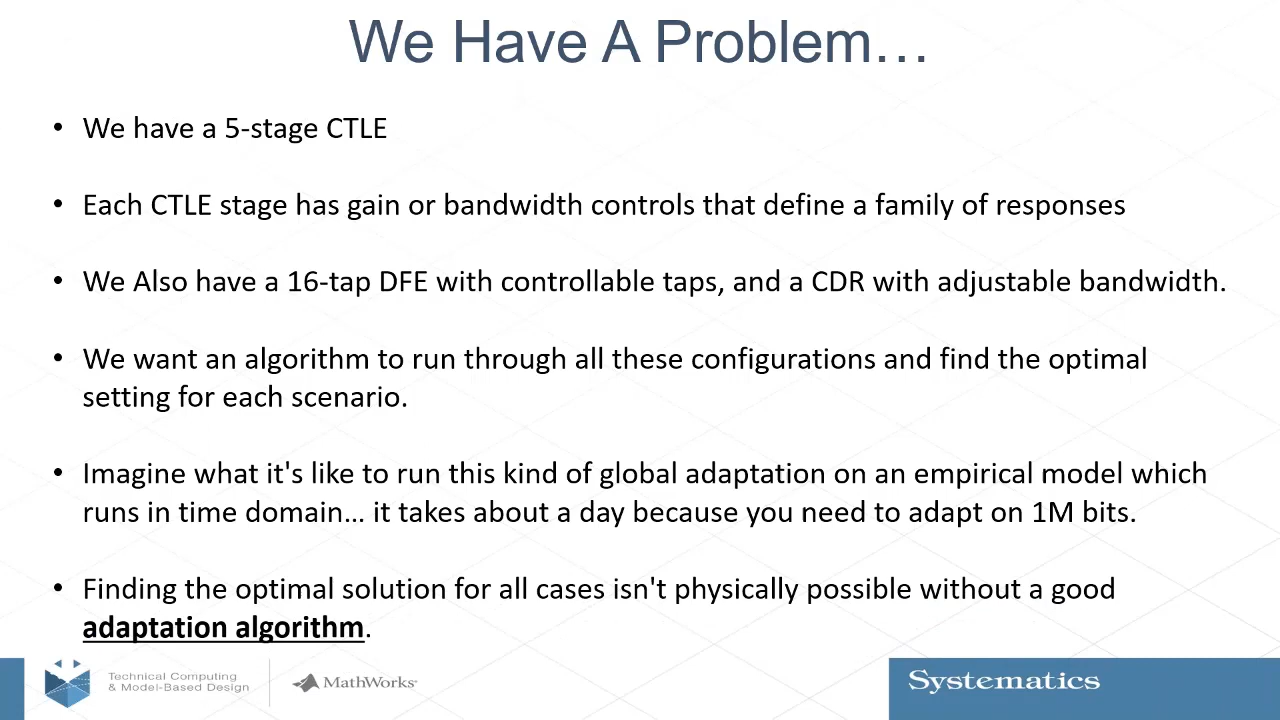 We Have A Problem…
• We have a 5-stage CTLE
• Each CTLE stage has gain or bandwidth controls that define a family of responses
• We Also have a 16-tap DFE with controllable taps, and a CDR with adjustable bandwidth.
• We want an algorithm to run through all these configurations and find the optimal
setting for each scenario.
• Imagine what it's like to run this kind of global adaptation on an empirical model which
runs in time domain… it takes about a day because you need to adapt on 1M bits.
• Finding the optimal solution for all cases isn't physically possible without a good
adaptation algorithm.
Technical Computing
& Model-Based Design
MathWorks
Systematics